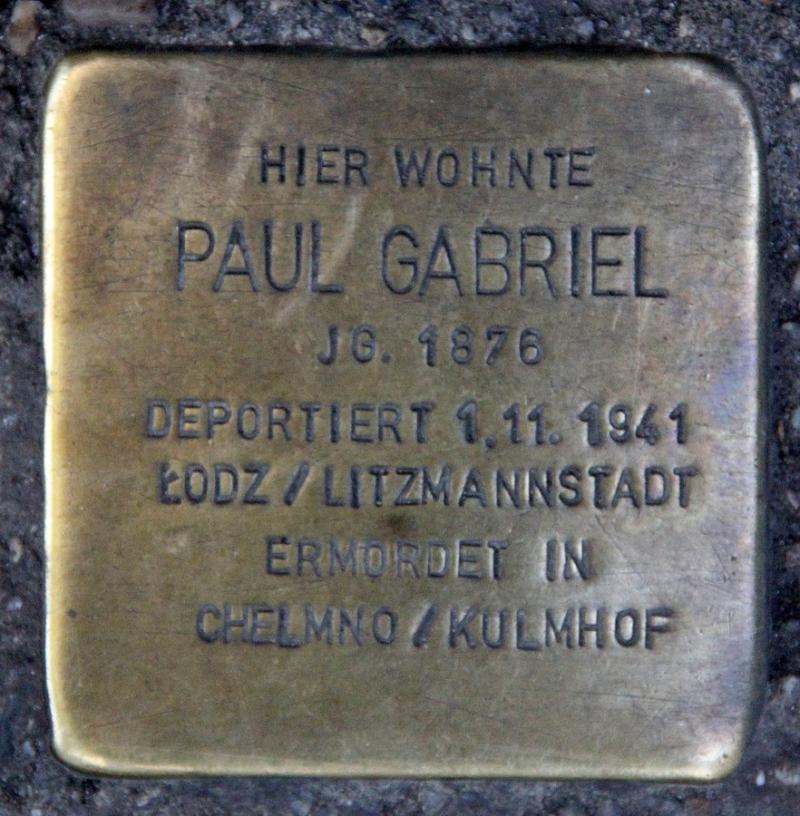 HIER WOHNTE
PAUL GABRIEL
JG. 1876
DEPORTIERT 1.11. 1941
ŁODZ / LITZMANNSTADT
ERMORDET IN
CHELMNO / KULMHOF